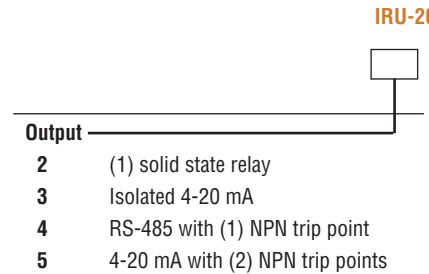 IRU-20
Output
2 (1) solid state relay
3 Isolated 4-20 mA
4 RS-485 with (1) NPN trip point
5 4-20 mA with (2) NPN trip points